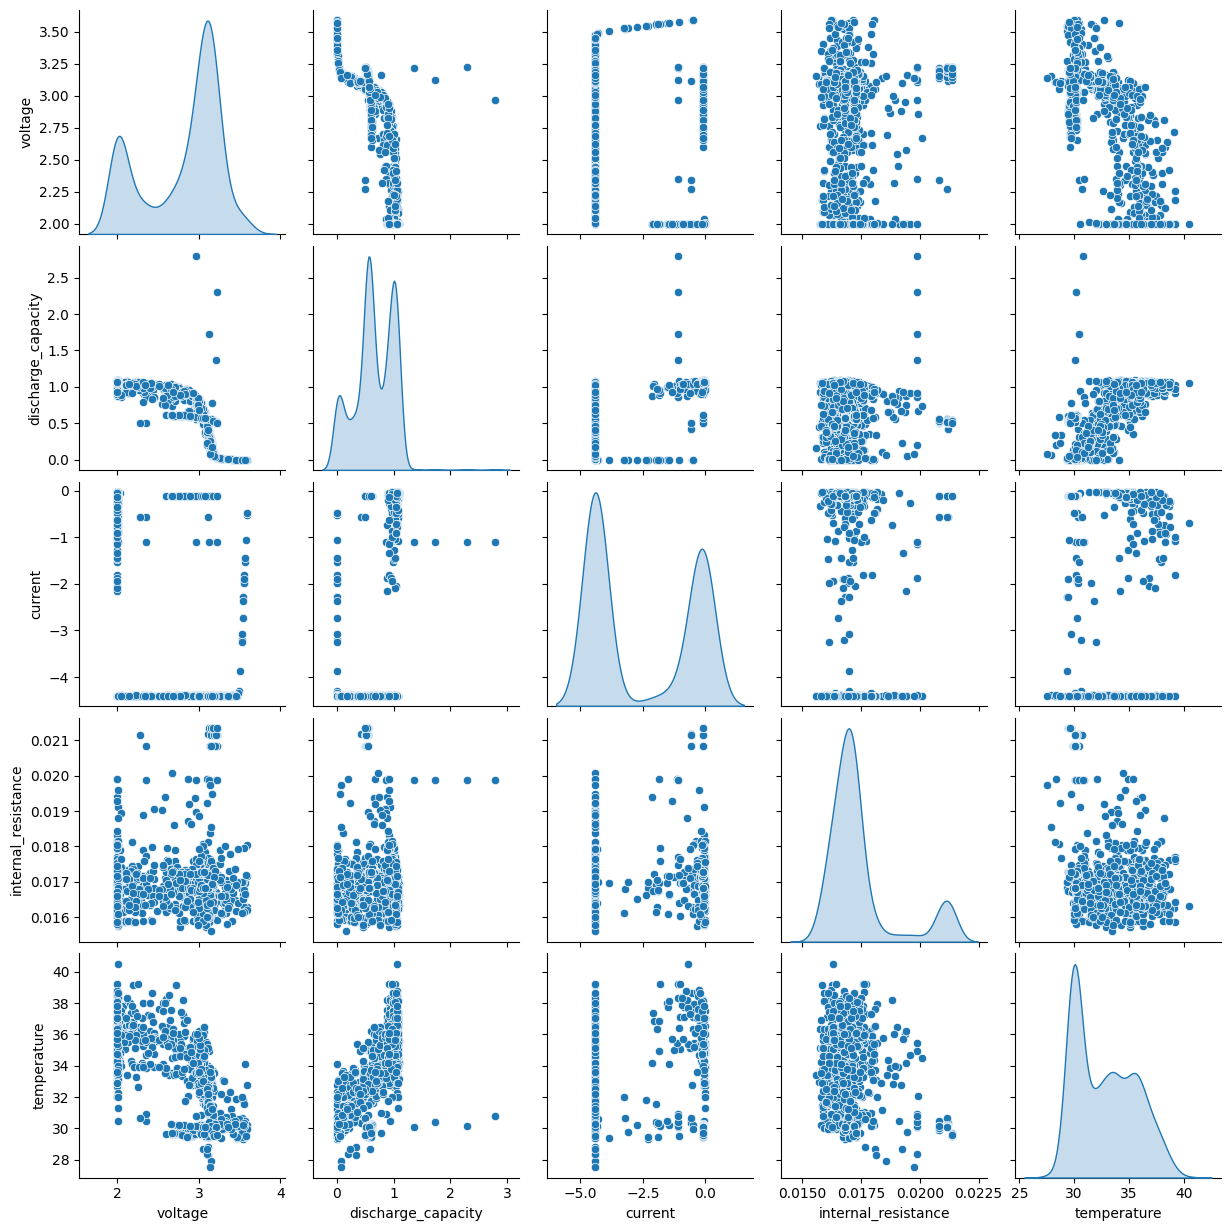 3.50
3.25
3.00
2.75
2.50
2.25
2.00
voltage
2.5
2.0
1.5
1.0
0.5
0.0
discharge_capacity
0
−1
−2
−3
−4
current
0.021
0.020
0.019
0.018
0.017
0.016
internal_resistance
40
38
36
34
32
30
28
temperature
2 3 4
voltage
0 1 2 3
discharge_capacity
−5.0 −2.5 0.0
current
0.0150 0.0175 0.0200 0.0225
internal_resistance
25 30 35 40
temperature